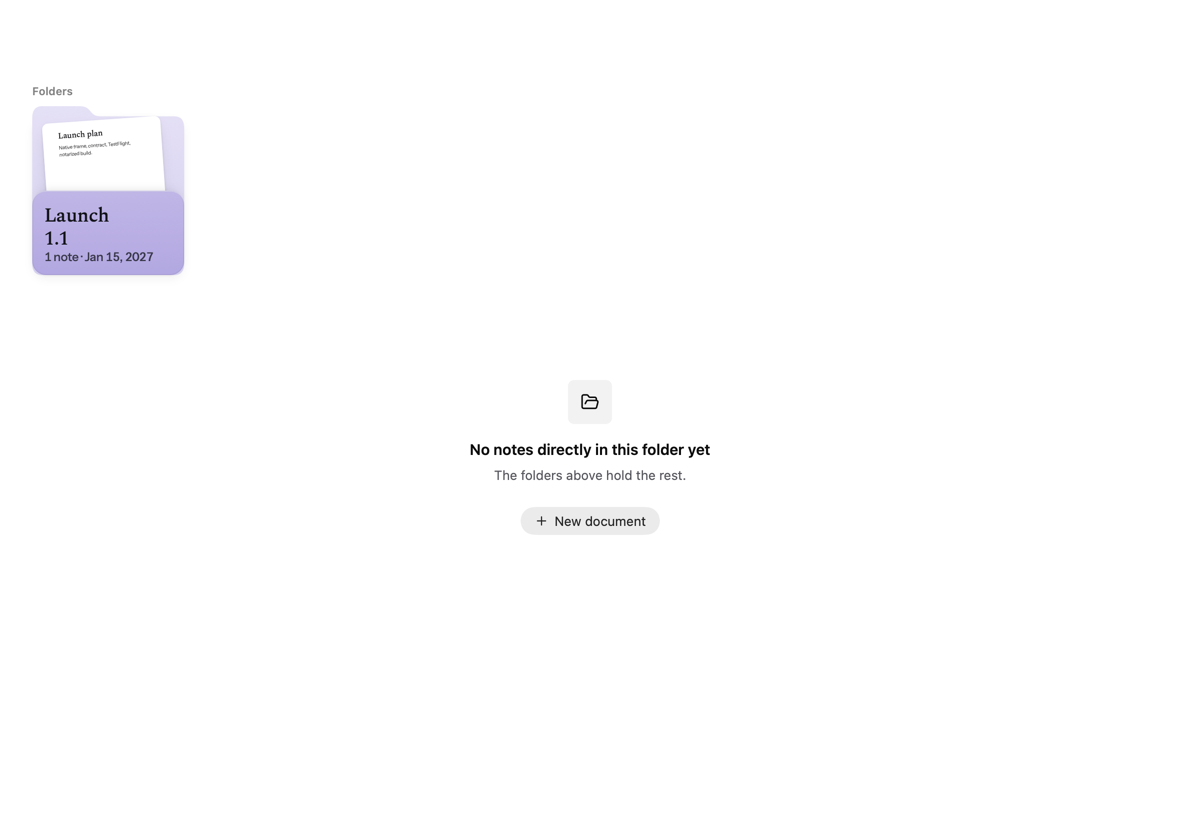 Folders
Launch plan
Native frame, contract, TestFlight,
notarized build.
Launch
1.1
1 note · Jan 15, 2027
No notes directly in this folder yet
The folders above hold the rest.
New document